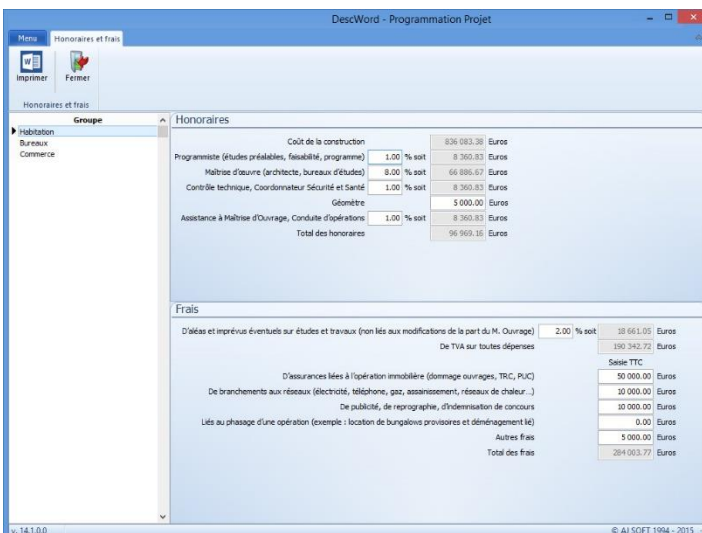 DescWord - Programmation Projet
Menu Honoraires et frais
Imprimer Fermer
Honoraires et frais
Groupe
Habitation
Bureaux
Commerce
Honoraires
Coût de la construction 836 083.38 Euros
Programmiste (études préalables, faisabilité, programme) 1.00 % soit 8 360.83 Euros
Maîtrise d'œuvre (architecte, bureaux d'études) 8.00 % soit 66 886.67 Euros
Contrôle technique, Coordonnateur Sécurité et Santé 1.00 % soit 8 360.83 Euros
Géomètre 5 000.00 Euros
Assistance à Maîtrise d'Ouvrage, Conduite d'opérations 1.00 % soit 8 360.83 Euros
Total des honoraires 96 969.16 Euros
Frais
D'aléas et imprévus éventuels sur études et travaux (non liés aux modifications de la part du M. Ouvrage) 2.00 % soit 18 661.05 Euros
De TVA sur toutes dépenses 190 342.72 Euros
Saisie TTC
D'assurances liées à l'opération immobilière (dommage ouvrages, TRC, PUC) 50 000.00 Euros
De branchements aux réseaux (électricité, téléphone, gaz, assainissement, réseaux de chaleur...) 10 000.00 Euros
De publicité, de reprographie, d'indemnisation de concours 10 000.00 Euros
Liés au phasage d'une opération (exemple : location de bungalows provisoires et déménagement lié) 0.00 Euros
Autres frais 5 000.00 Euros
Total des frais 284 003.77 Euros
v. 14.1.0.0 © ALSOFT 1994 - 2015